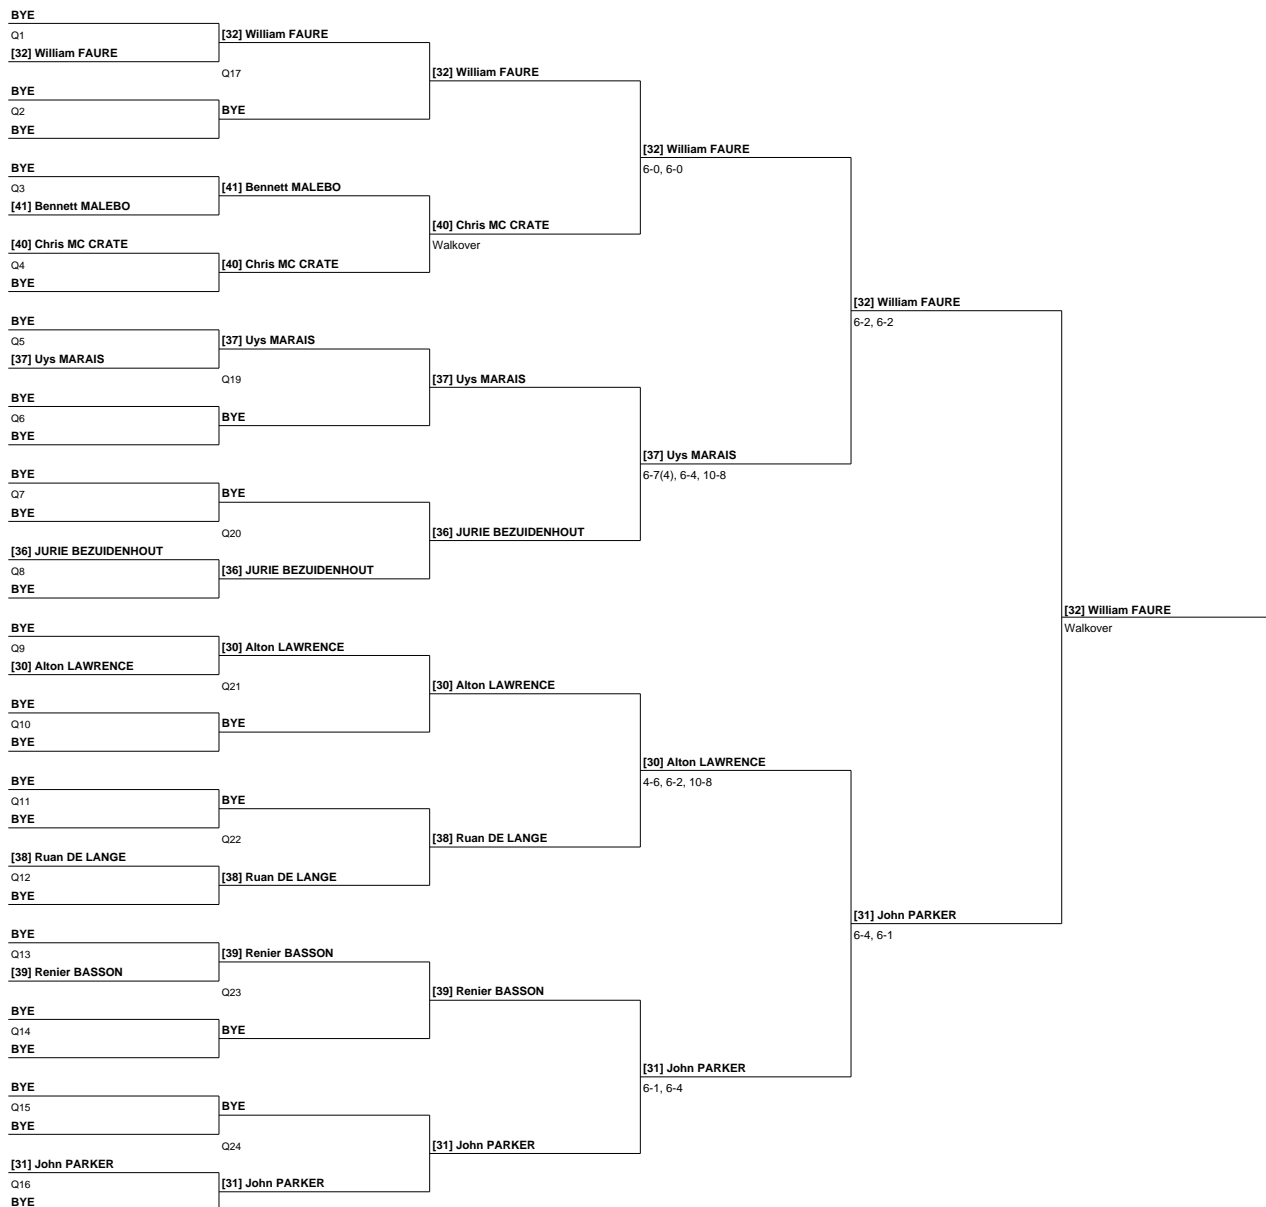 BYE
Q1
[32] William FAURE
BYE
Q2
BYE
BYE
Q3
[41] Bennett MALEBO
[40] Chris MC CRATE
Q4
BYE
BYE
Q5
[37] Uys MARAIS
BYE
Q6
BYE
BYE
Q7
BYE
[36] JURIE BEZUIDENHOUT
Q8
BYE
BYE
Q9
[30] Alton LAWRENCE
BYE
Q10
BYE
BYE
Q11
BYE
[38] Ruan DE LANGE
Q12
BYE
BYE
Q13
[39] Renier BASSON
BYE
Q14
BYE
BYE
Q15
BYE
[31] John PARKER
Q16
BYE
[32] William FAURE
Q17
BYE
[41] Bennett MALEBO
[40] Chris MC CRATE
[37] Uys MARAIS
Q19
BYE
BYE
Q20
[36] JURIE BEZUIDENHOUT
[30] Alton LAWRENCE
Q21
BYE
BYE
Q22
[38] Ruan DE LANGE
[39] Renier BASSON
Q23
BYE
BYE
Q24
[31] John PARKER
[32] William FAURE
[40] Chris MC CRATE
Walkover
[37] Uys MARAIS
[36] JURIE BEZUIDENHOUT
[30] Alton LAWRENCE
[38] Ruan DE LANGE
[39] Renier BASSON
[31] John PARKER
[32] William FAURE
6-0, 6-0
[37] Uys MARAIS
6-7(4), 6-4, 10-8
[30] Alton LAWRENCE
4-6, 6-2, 10-8
[31] John PARKER
6-1, 6-4
[32] William FAURE
6-2, 6-2
[31] John PARKER
6-4, 6-1
[32] William FAURE
Walkover